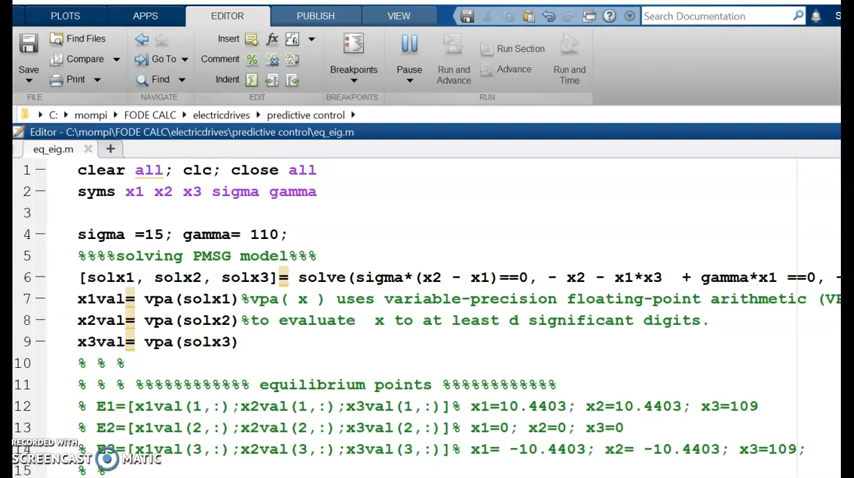 PLOTS APPS EDITOR PUBLISH VIEW Search Documentation
Find Files Insert fx
Save Compare Go To Comment % Breakpoints Pause Run and Advance Run Section Advance Run and Time
Print Find Indent
FILE NAVIGATE EDIT BREAKPOINTS RUN
C: mompi FODE CALC electricdrives predictive control
Editor - C:\mompi\FODE CALC\electricdrives\predictive control\eq_eig.m
eq_eig.m
1 clear all; clc; close all
2 syms x1 x2 x3 sigma gamma
3
4 sigma =15; gamma= 110;
5 %%%%solving PMSG model%%%
6 [solx1, solx2, solx3]= solve(sigma*(x2 - x1)==0, - x2 - x1*x3 + gamma*x1 ==0, -
7 x1val= vpa(solx1)%vpa( x ) uses variable-precision floating-point arithmetic
8 x2val= vpa(solx2)%to evaluate x to at least d significant digits.
9 x3val= vpa(solx3)
10 % % %
11 % % % %%%%%%%%%%%% equilibrium points %%%%%%%%%%%%
12 % E1=[x1val(1,:);x2val(1,:);x3val(1,:)]% x1=10.4403; x2=10.4403; x3=109
13 % E2=[x1val(2,:);x2val(2,:);x3val(2,:)]% x1=0; x2=0; x3=0
14 % E3=[x1val(3,:);x2val(3,:);x3val(3,:)]% x1= -10.4403; x2= -10.4403; x3=109;
15 % %
RECORDED WITH
SCREENCAST MATIC